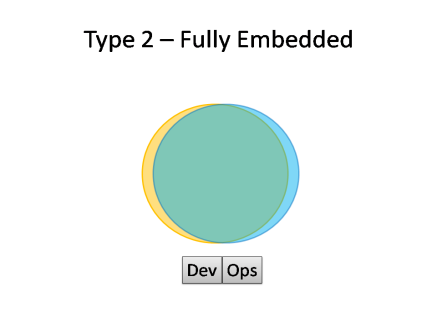 Type 2 – Fully Embedded
Dev Ops